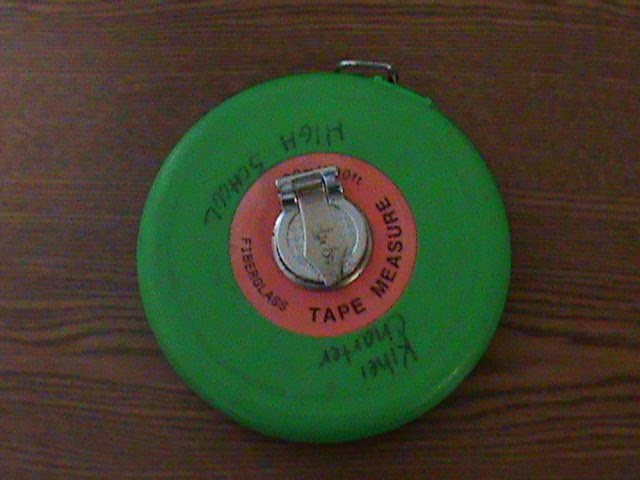 Kihei
Charter
HIGH SCHOOL
FIBERGLASS
TAPE MEASURE